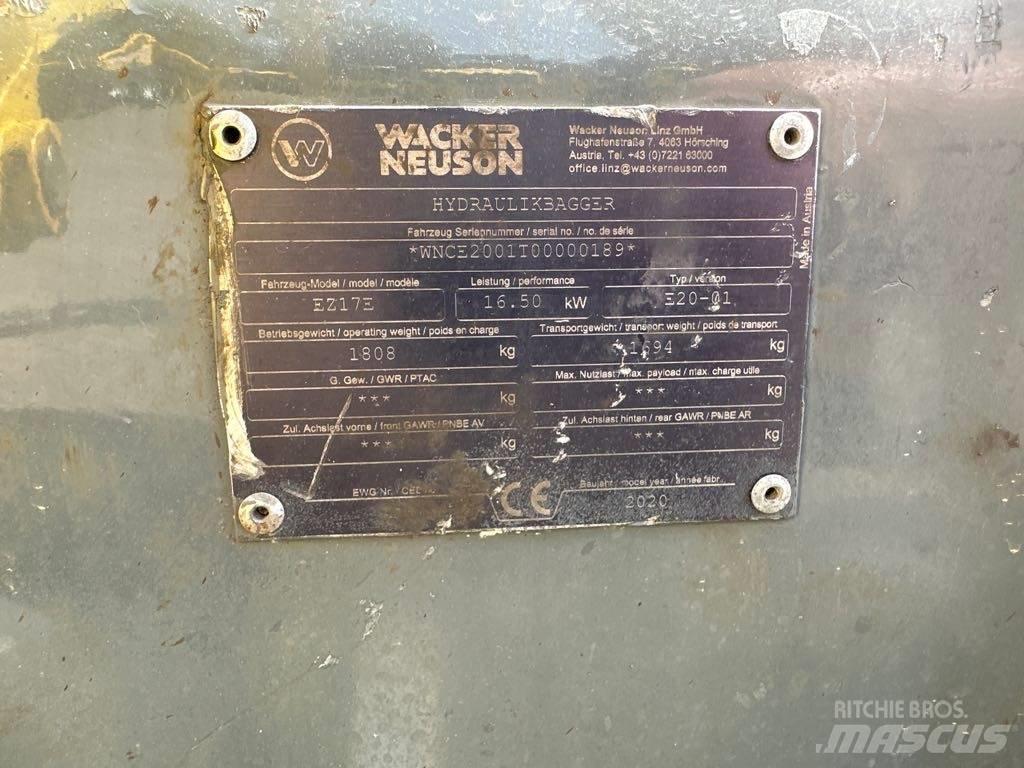 WACKER
NEUSON
Wacker Neuson Linz GmbH
Flughafenstraße 7, 4063 Hörsching
Austria, Tel. +43 (0)7221 63000
office.linz@wackerneuson.com
Made in Austria
HYDRAULIKBAGGER
Fahrzeug Seriennummer / serial no. / no. de série
*WNCE2001T00000189*
Fahrzeug-Model / model / modèle Leistung / performance Typ / version
EZ17E 16.50 kW E20-01
Betriebsgewicht / operating weight / poids en charge Transportgewicht / transport weight / poids de transport
1808 kg 1694 kg
G. Gew. / GWR / PTAC Max. Nutzlast / max. payload / max. charge utile
*** kg *** kg
Zul. Achslast vorne / front GAWR / PNBE AV Zul. Achslast hinten / rear GAWR / PNBE AR
*** kg *** kg
EWG Nr. CE Baujahr / model year / année fabr.
2020
RITCHIE BROS.
MASCUS